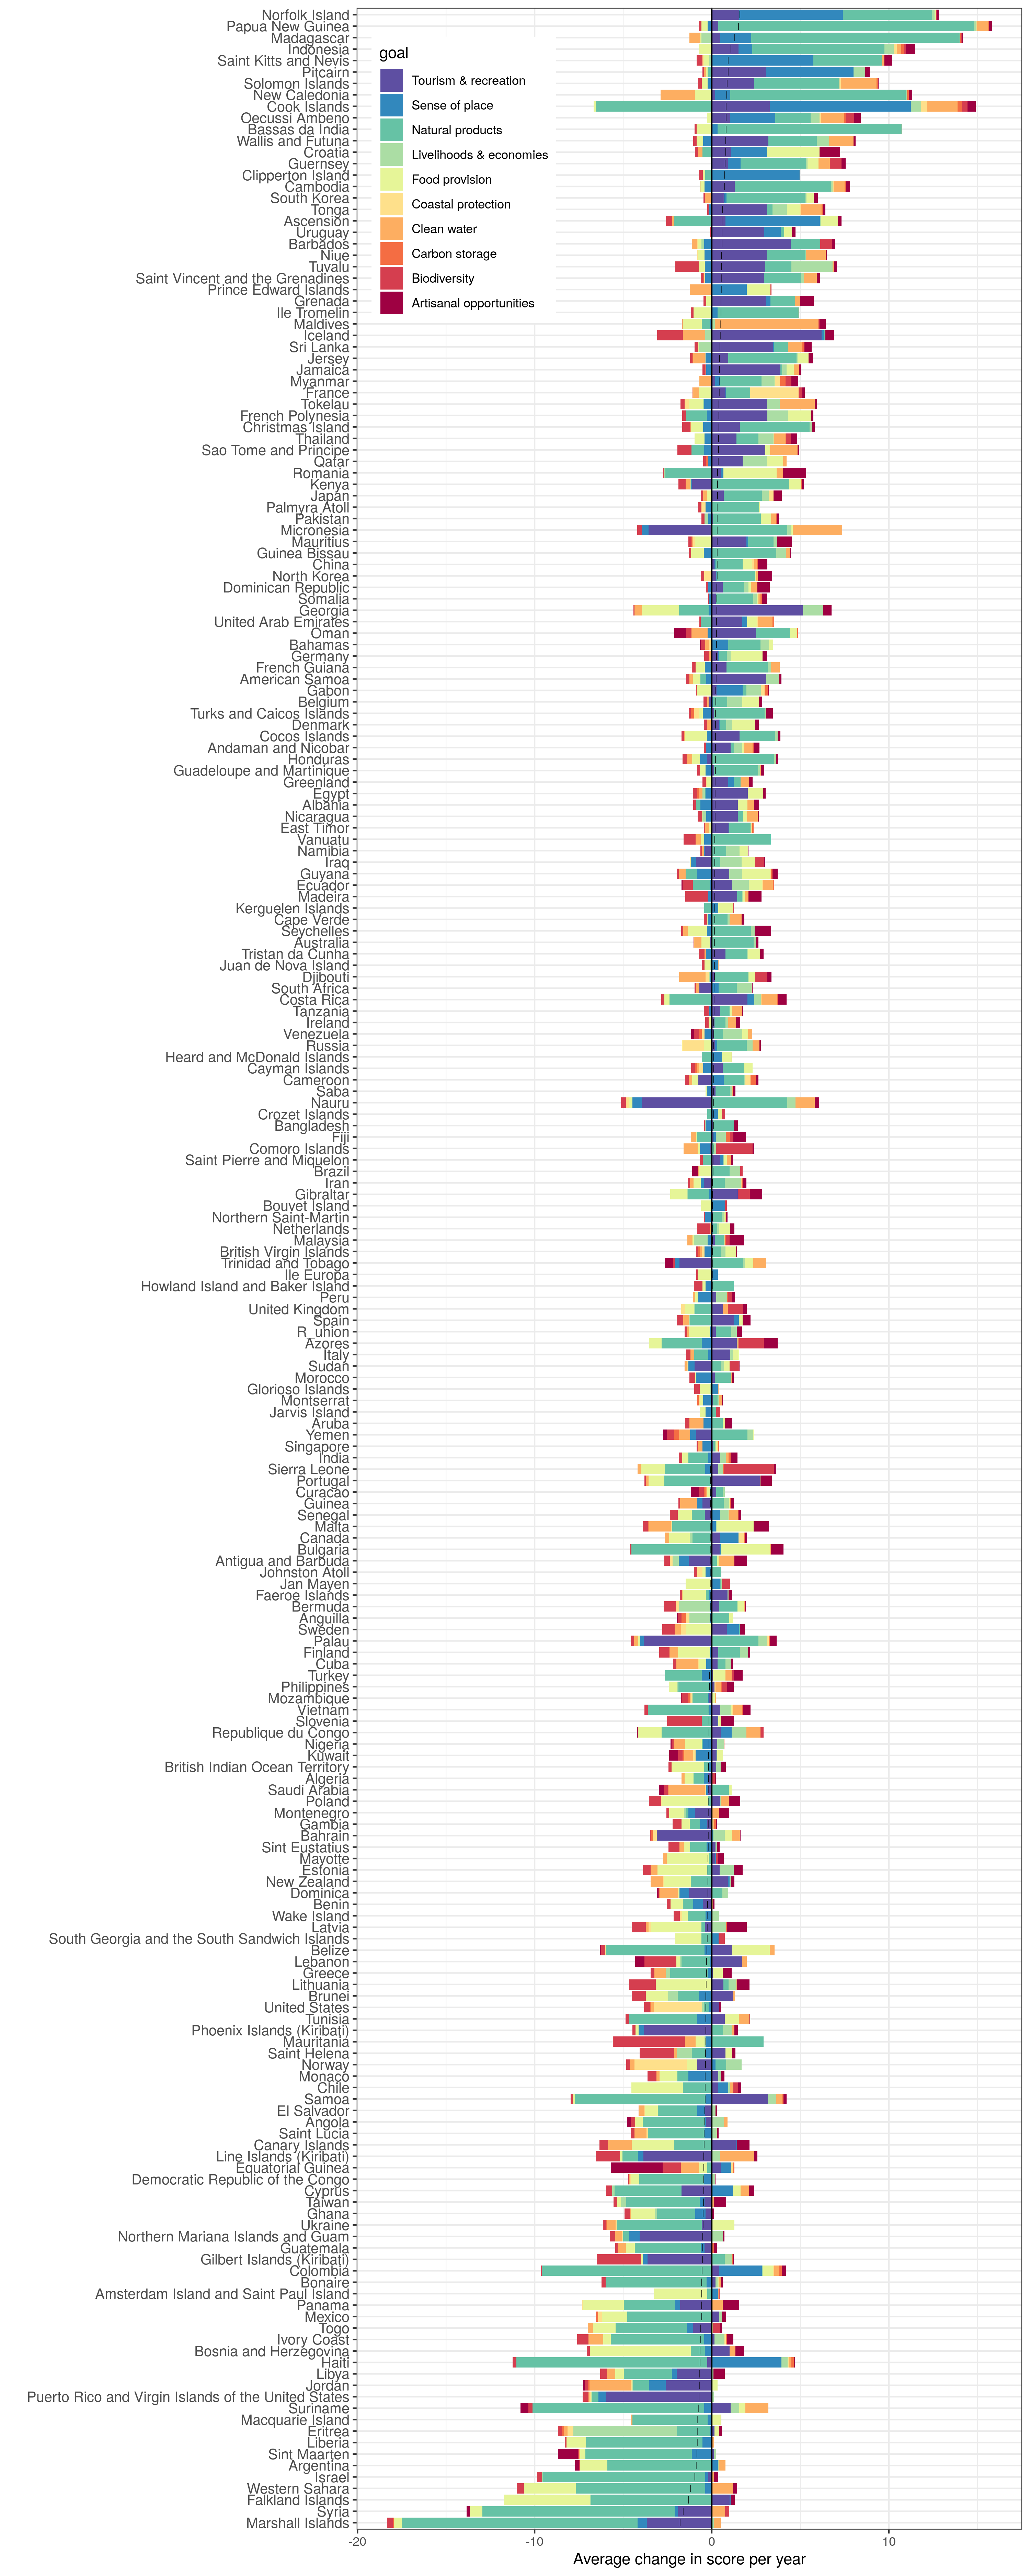 Norfolk Island
Papua New Guinea
Madagascar
Indonesia
Saint Kitts and Nevis
Pitcairn
Solomon Islands
New Caledonia
Cook Islands
Oecussi Ambeno
Bassas da India
Wallis and Futuna
Croatia
Guernsey
Clipperton Island
Cambodia
South Korea
Tonga
Ascension
Uruguay
Barbados
Niue
Tuvalu
Saint Vincent and the Grenadines
Prince Edward Islands
Grenada
Ile Tromelin
Maldives
Iceland
Sri Lanka
Jersey
Jamaica
Myanmar
France
Tokelau
French Polynesia
Christmas Island
Thailand
Sao Tome and Principe
Qatar
Romania
Kenya
Japan
Palmyra Atoll
Pakistan
Micronesia
Mauritius
Guinea Bissau
China
North Korea
Dominican Republic
Somalia
Georgia
United Arab Emirates
Oman
Bahamas
Germany
French Guiana
American Samoa
Gabon
Belgium
Turks and Caicos Islands
Denmark
Cocos Islands
Andaman and Nicobar
Honduras
Guadeloupe and Martinique
Greenland
Egypt
Albania
Nicaragua
East Timor
Vanuatu
Namibia
Iraq
Guyana
Ecuador
Madeira
Kerguelen Islands
Cape Verde
Seychelles
Australia
Tristan da Cunha
Juan de Nova Island
Djibouti
South Africa
Costa Rica
Tanzania
Ireland
Venezuela
Russia
Heard and McDonald Islands
Cayman Islands
Cameroon
Saba
Nauru
Crozet Islands
Bangladesh
Fiji
Comoro Islands
Saint Pierre and Miquelon
Brazil
Iran
Gibraltar
Bouvet Island
Northern Saint-Martin
Netherlands
Malaysia
British Virgin Islands
Trinidad and Tobago
Ile Europa
Howland Island and Baker Island
Peru
United Kingdom
Spain
R_union
Azores
Italy
Sudan
Morocco
Glorioso Islands
Montserrat
Jarvis Island
Aruba
Yemen
Singapore
India
Sierra Leone
Portugal
Curacao
Guinea
Senegal
Malta
Canada
Bulgaria
Antigua and Barbuda
Johnston Atoll
Jan Mayen
Faeroe Islands
Bermuda
Anguilla
Sweden
Palau
Finland
Cuba
Turkey
Philippines
Mozambique
Vietnam
Slovenia
Republique du Congo
Nigeria
Kuwait
British Indian Ocean Territory
Algeria
Saudi Arabia
Poland
Montenegro
Gambia
Bahrain
Sint Eustatius
Mayotte
Estonia
New Zealand
Dominica
Benin
Wake Island
Latvia
South Georgia and the South Sandwich Islands
Belize
Lebanon
Greece
Lithuania
Brunei
United States
Tunisia
Phoenix Islands (Kiribati)
Mauritania
Saint Helena
Norway
Monaco
Chile
Samoa
El Salvador
Angola
Saint Lucia
Canary Islands
Line Islands (Kiribati)
Equatorial Guinea
Democratic Republic of the Congo
Cyprus
Taiwan
Ghana
Ukraine
Northern Mariana Islands and Guam
Guatemala
Gilbert Islands (Kiribati)
Colombia
Bonaire
Amsterdam Island and Saint Paul Island
Panama
Mexico
Togo
Ivory Coast
Bosnia and Herzegovina
Haiti
Libya
Jordan
Puerto Rico and Virgin Islands of the United States
Suriname
Macquarie Island
Eritrea
Liberia
Sint Maarten
Argentina
Israel
Western Sahara
Falkland Islands
Syria
Marshall Islands
goal
Tourism & recreation
Sense of place
Natural products
Livelihoods & economies
Food provision
Coastal protection
Clean water
Carbon storage
Biodiversity
Artisanal opportunities
-20 -10 0 10
Average change in score per year